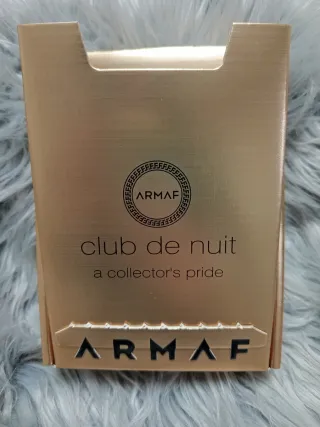 ARMAF
club de nuit
a collector's pride
ARMAF